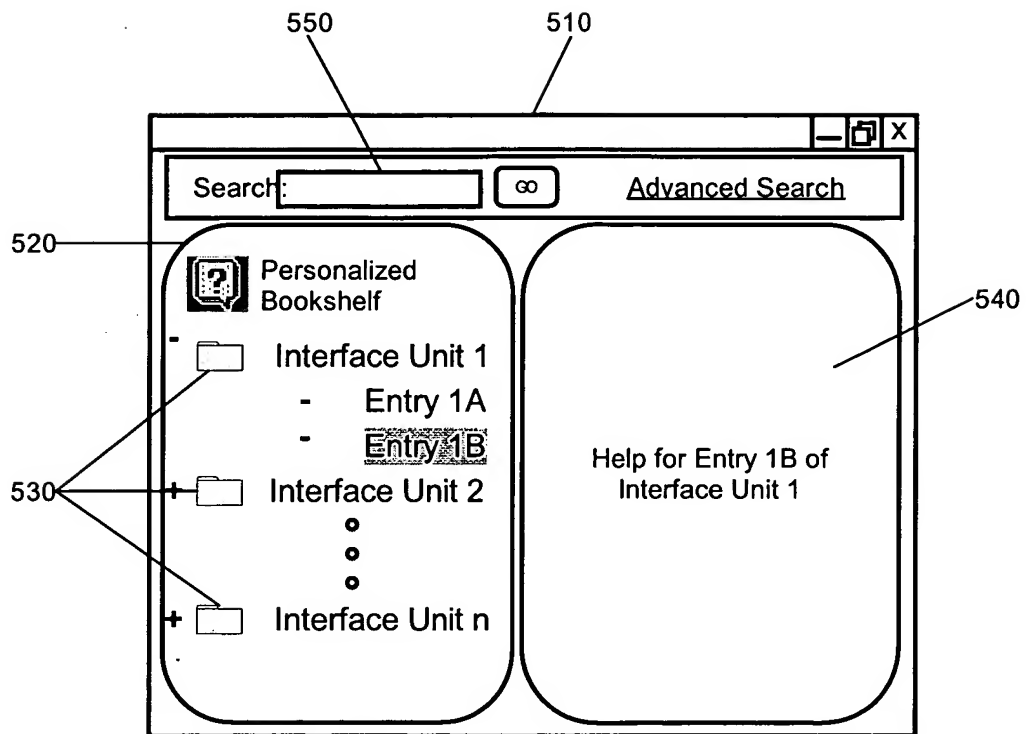 550
510
X
Search:
GO
Advanced Search
520
Personalized
Bookshelf
540
- Interface Unit 1
- Entry 1A
- Entry 1B
Help for Entry 1B of
Interface Unit 1
530
+ Interface Unit 2
+ Interface Unit n